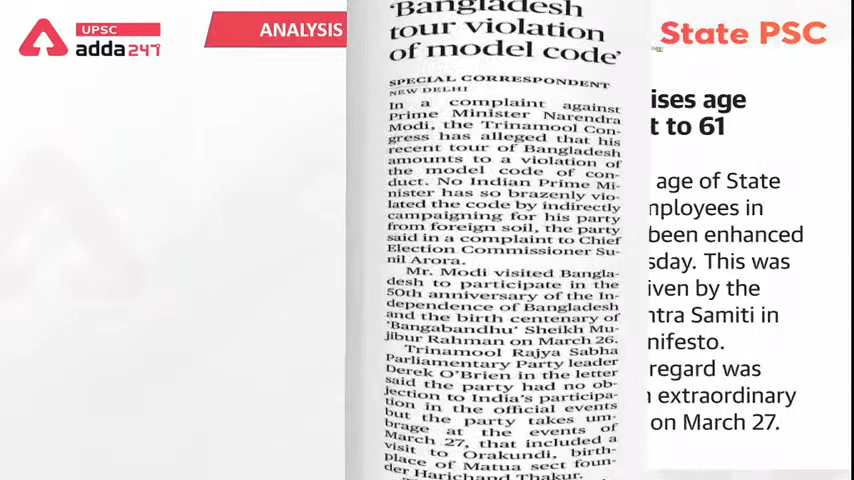 UPSC
adda247
ANALYSIS
State PSC
'Bangladesh
tour violation
of model code'
SPECIAL CORRESPONDENT
NEW DELHI
In a complaint against
Prime Minister Narendra
Modi, the Trinamool Con-
gress has alleged that his
recent tour of Bangladesh
amounts to a violation of
the model code of con-
duct. No Indian Prime Mi-
nister has so brazenly vio-
lated the code by indirectly
campaigning for his party
from foreign soil, the party
said in a complaint to Chief
Election Commissioner Su-
nil Arora.
Mr. Modi visited Bangla-
desh to participate in the
50th anniversary of the In-
dependence of Bangladesh
and the birth centenary of
'Bangabandhu' Sheikh Mu-
jibur Rahman on March 26.
Trinamool Rajya Sabha
Parliamentary Party leader
Derek O'Brien in the letter
said the party had no ob-
jection to India's participa-
tion in the official events
but the party takes um-
brage at the events of
March 27, that included a
visit to Orakundi, birth-
place of Matua sect foun-
der Harichand Thakur.
ises age
t to 61
age of State
mployees in
been enhanced
sday. This was
iven by the
ntra Samiti in
nifesto.
regard was
extraordinary
on March 27.